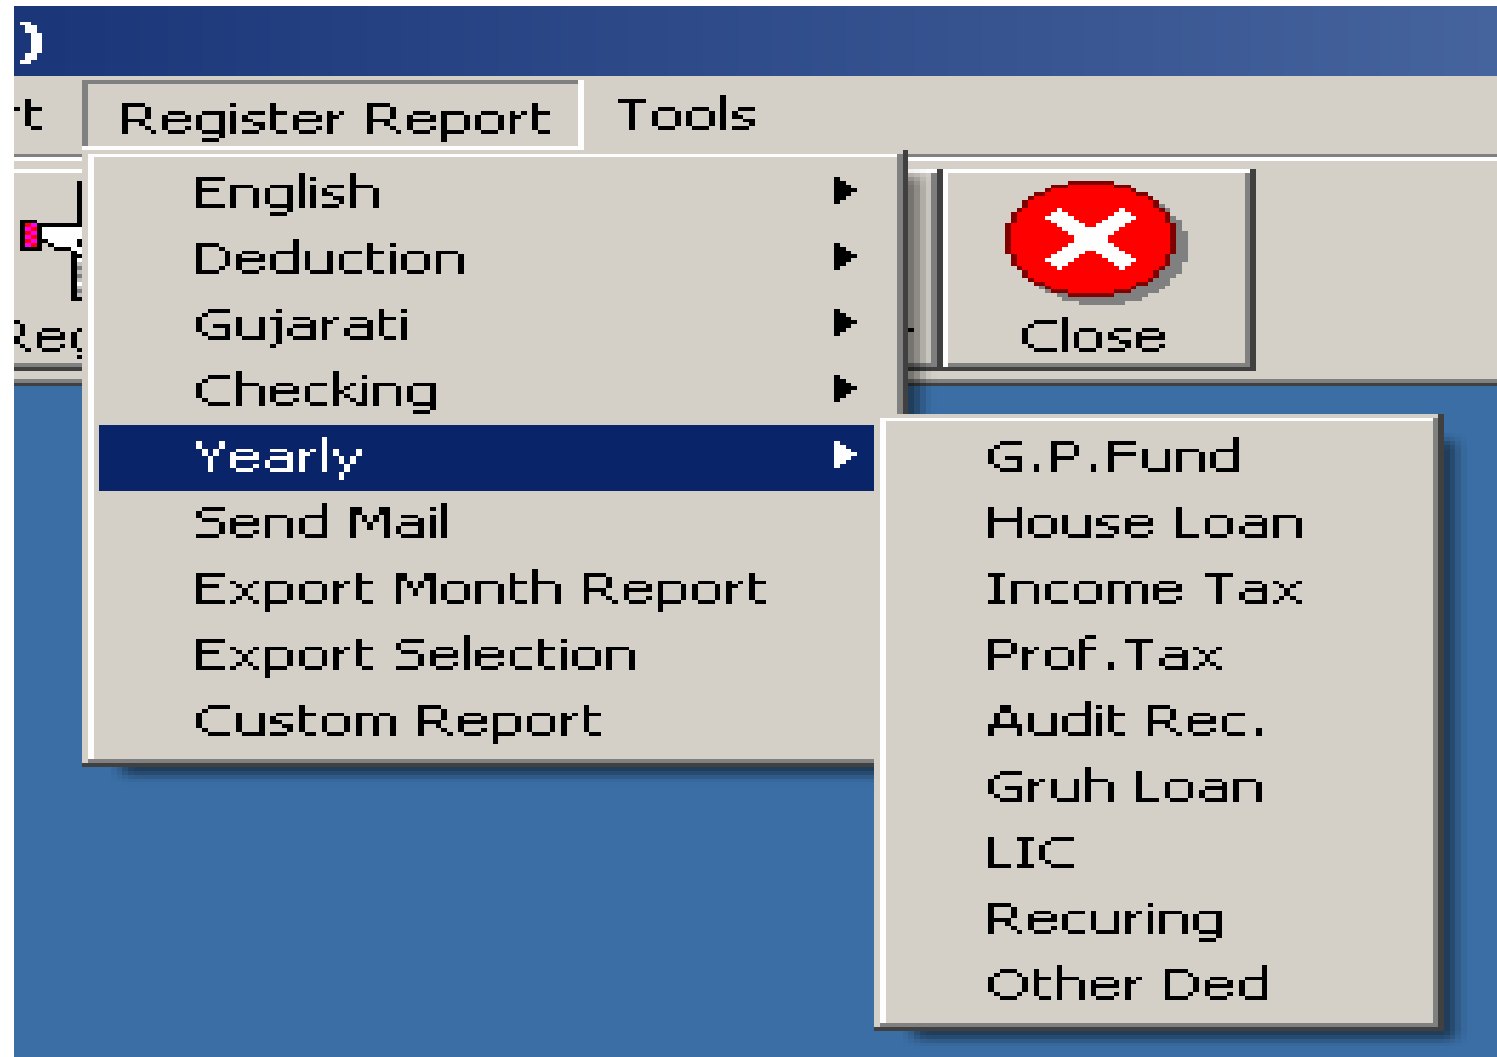 )
rt Register Report Tools
English
Deduction
Gujarati
Checking
Yearly
Send Mail
Export Month Report
Export Selection
Custom Report
Close
G.P.Fund
House Loan
Income Tax
Prof.Tax
Audit Rec.
Gruh Loan
LIC
Recuring
Other Ded